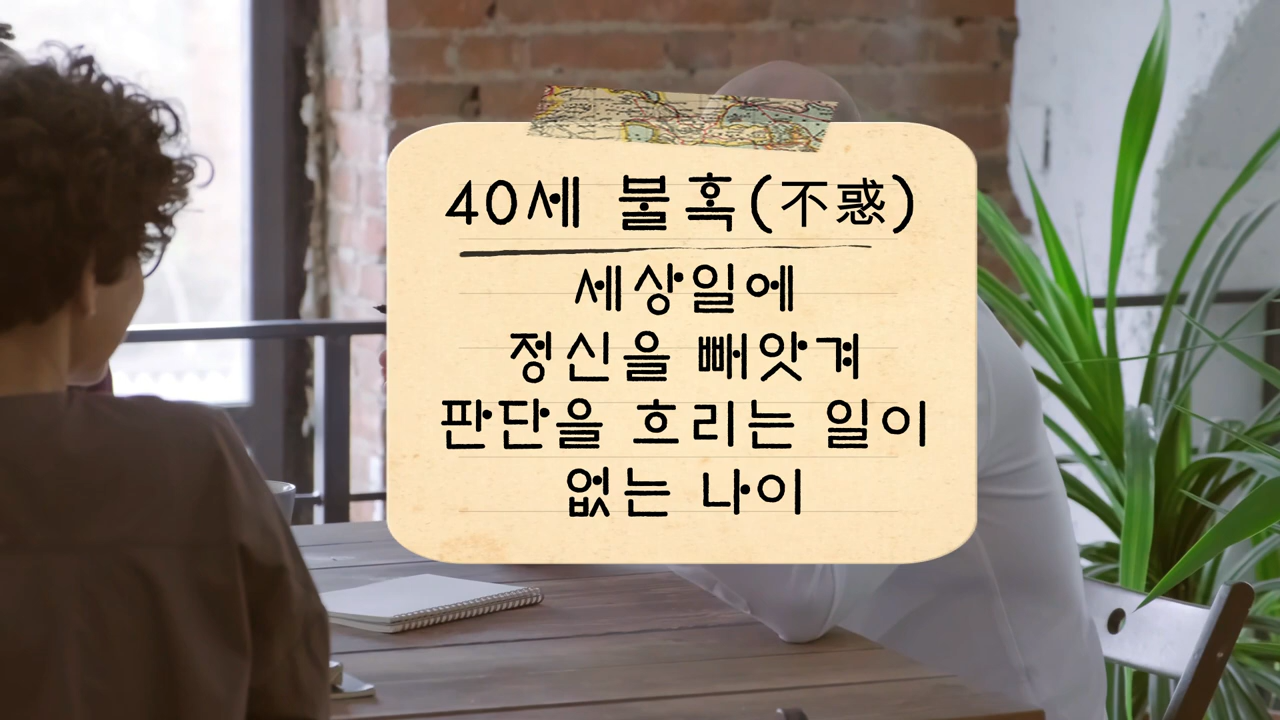 40세 불혹(不惑)
세상일에
정신을 빼앗겨
판단을 흐리는 일이
없는 나이